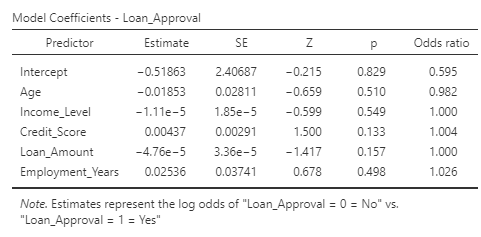 Model Coefficients - Loan_Approval
Predictor Estimate SE Z p Odds ratio
Intercept −0.51863 2.40687 −0.215 0.829 0.595
Age −0.01853 0.02811 −0.659 0.510 0.982
Income_Level −1.11e−5 1.85e−5 −0.599 0.549 1.000
Credit_Score 0.00437 0.00291 1.500 0.133 1.004
Loan_Amount −4.76e−5 3.36e−5 −1.417 0.157 1.000
Employment_Years 0.02536 0.03741 0.678 0.498 1.026
Note. Estimates represent the log odds of "Loan_Approval = 0 = No" vs.
"Loan_Approval = 1 = Yes"